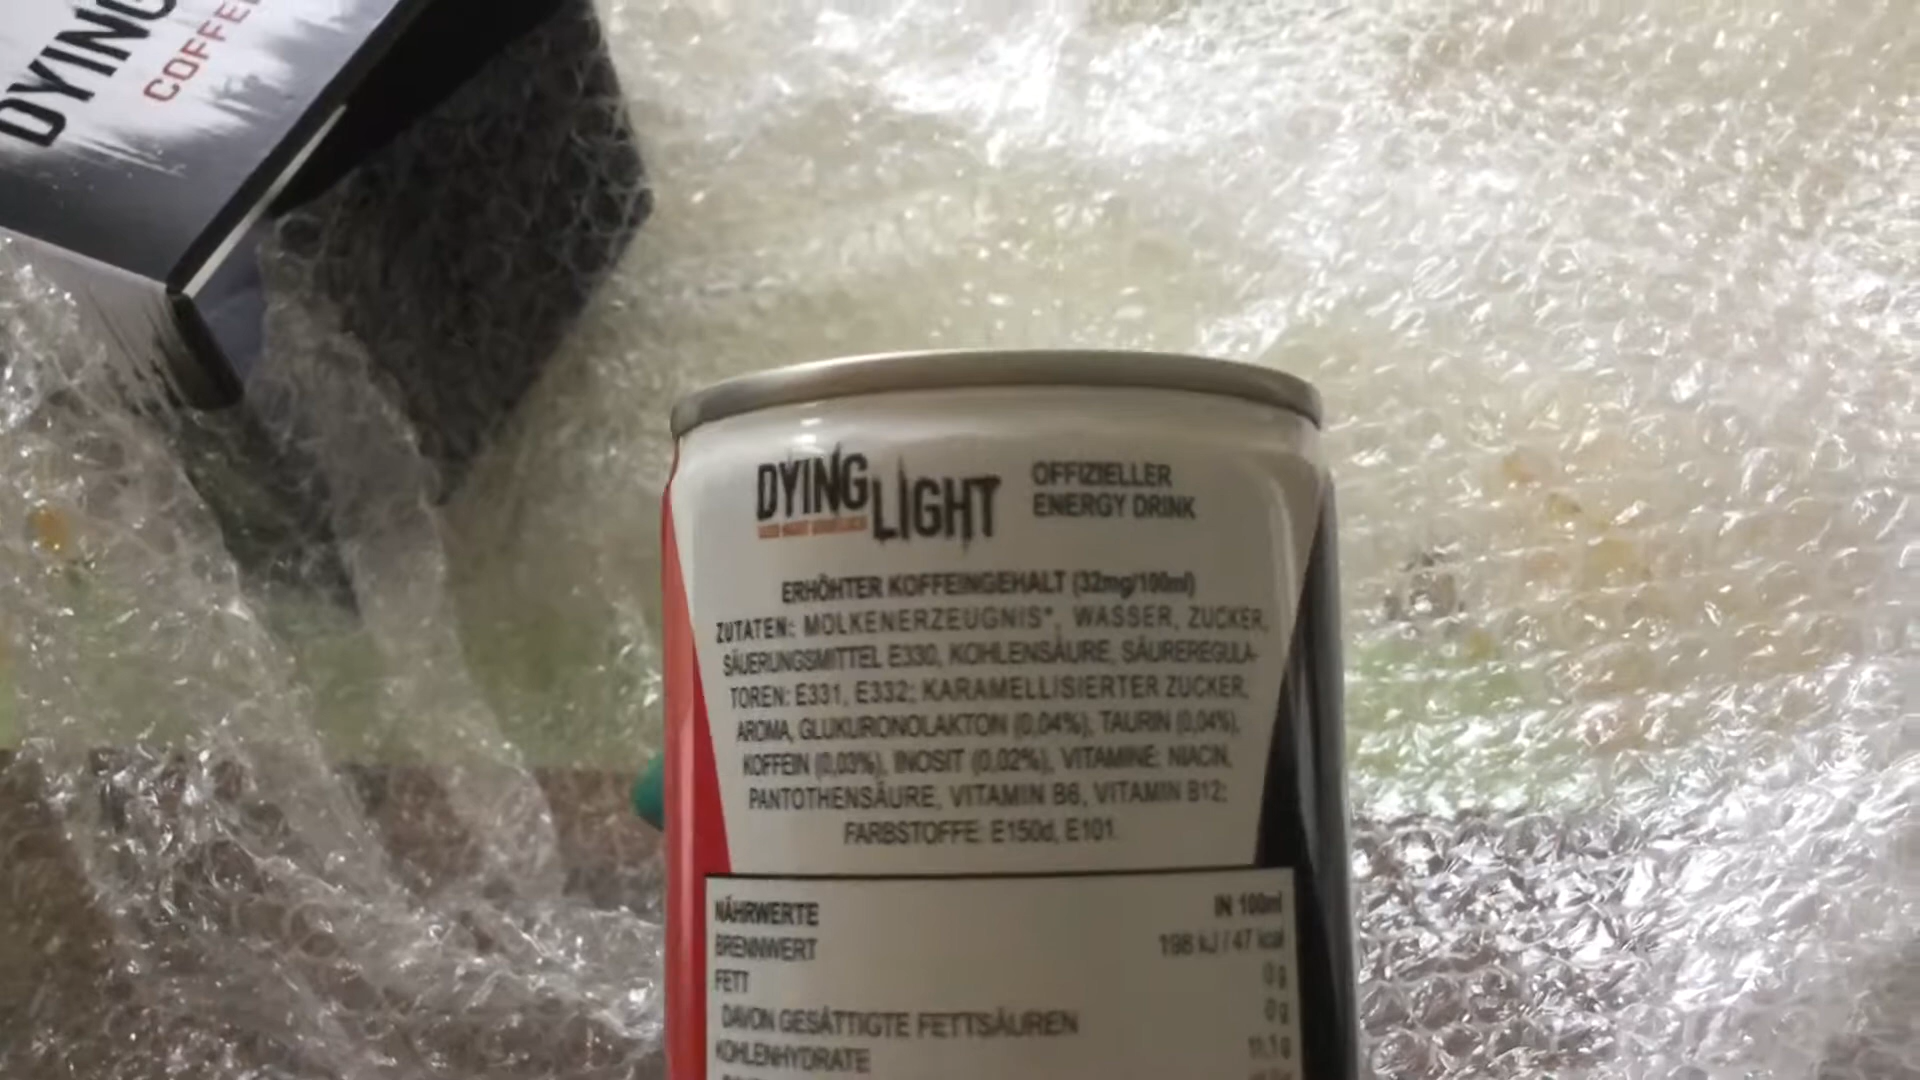 DYING
COFFEE
DYING LIGHT
OFFIZIELLER
ENERGY DRINK
ERHÖHTER KOFFEINGEHALT (32mg/100ml)
ZUTATEN: MOLKENERZEUGNIS*, WASSER, ZUCKER,
SÄUERUNGSMITTEL E330, KOHLENSÄURE, SÄUREREGULA-
TOREN: E331, E332; KARAMELLISIERTER ZUCKER,
AROMA, GLUKURONOLAKTON (0,04%), TAURIN (0,04%),
KOFFEIN (0,03%), INOSIT (0,02%), VITAMINE: NIACIN,
PANTOTHENSÄURE, VITAMIN B6, VITAMIN B12;
FARBSTOFFE: E150d, E101.
NÄHRWERTE IN 100ml
BRENNWERT 198 kJ / 47 kcal
FETT 0 g
DAVON GESÄTTIGTE FETTSÄUREN 0 g
KOHLENHYDRATE 11,1 g